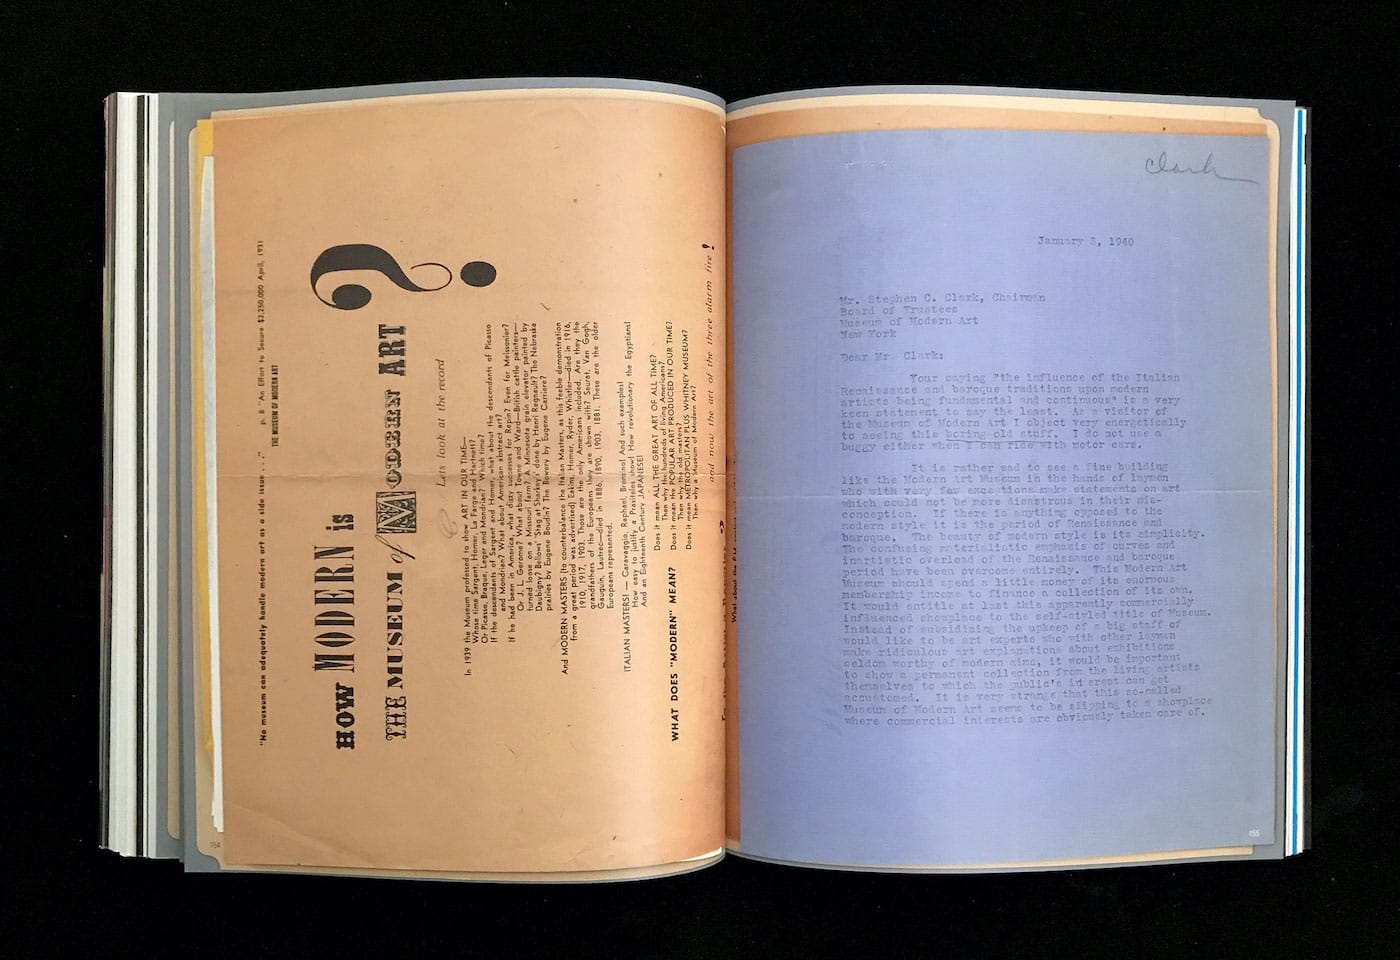 "No museum can adequately handle modern art as a side issue . . ."
p. 8 "An Effort to Secure $3,250,000 April, 1931
THE MUSEUM OF MODERN ART
HOW MODERN is
THE MUSEUM of MODERN ART ?
Lets look at the record
In 1939 the Museum professed to show ART IN OUR TIME—
Whose time Sargent, Homer, La Farge and Harnett?
Or Picasso, Braque, Leger and Mondrian? Which time?
If the descendants of Sargent and Homer, what about the descendants of Picasso
and Mondrian? What about American abstract art?
If he had been in America, what dizzy successes for Repin? Even for Meissonier?
Or J. L. Gerome? What about Towne and Ward—British cattle painters—
turned loose on a Missouri farm? A Minnesota grain elevator painted by
Daubigny? Bellows' 'Stag at Sharkey's' done by Henri Regnault? The Nebraska
prairies by Eugene Boudin? The Bowery by Eugene Carriere?
And MODERN MASTERS (to counterbalance the Italian Masters, as this feeble demonstration
from a great period was advertised) Eakins, Homer, Ryder, Whistler—died in 1916,
1910, 1917, 1903. Those are the only Americans included. Are they the
grandfathers of the Europeans they are shown with? Seurat, Van Gogh,
Gauguin, Lautrec—died in 1886, 1890, 1903, 1881. These are the older
Europeans represented.
ITALIAN MASTERS! — Caravaggio, Raphael, Bronzino! And such examples!
How easy to justify a Praxiteles show! How revolutionary the Egyptians!
And an Eighteenth Century JAPANESE!
WHAT DOES "MODERN" MEAN?
Does it mean ALL THE GREAT ART OF ALL TIME?
Then why the hundreds of living Americans?
Does it mean the POPULAR ART PRODUCED IN OUR TIME?
Then why the old masters?
Does it mean METROPOLITAN PLUS WHITNEY MUSEUM?
Then why a Museum of Modern Art?
and now the art of the three alarm fire !
154
Clark
January 3, 1940
Mr. Stephen C. Clark, Chairman
Board of Trustees
Museum of Modern Art
New York
Dear Mr. Clark:
Your saying "the influence of the Italian
Renaissance and baroque traditions upon modern
artists being fundamental and continuous" is a very
keen statement to say the least. As a visitor of
the Museum of Modern Art I object very energetically
to seeing this boring old stuff. I do not use a
buggy either when I can ride with motor cars.
It is rather sad to see a fine building
like the Modern Art Museum in the hands of laymen
who with very few exceptions make statements on art
which could not be more disastrous in their mis-
conception. If there is anything opposed to the
modern style it is the period of Renaissance and
baroque. The beauty of modern style is its simplicity.
The confusing materialistic emphasis of curves and
inartistic overload of the Renaissance and baroque
period have been overcome entirely. This Modern Art
Museum should spend a little money of its enormous
membership income to finance a collection of its own.
It would entitle at last this apparently commercially
influenced showplace to the self-styled title of Museum.
Instead of subsidizing the upkeep of a big staff of
would like to be art experts who with other laymen
make ridiculous art explanations about exhibitions
seldom worthy of modern aims, it would be important
to show a permanent collection from the living artists
themselves to which the public's interest can get
accustomed. It is very strange that this so-called
Museum of Modern Art seems to be slipping to a showplace
where commercial interests are obviously taken care of.
155